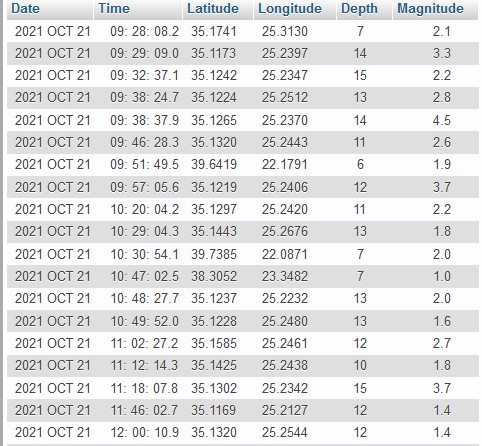 Date Time Latitude Longitude Depth Magnitude
2021 OCT 21 09: 28: 08.2 35.1741 25.3130 7 2.1
2021 OCT 21 09: 29: 09.0 35.1173 25.2397 14 3.3
2021 OCT 21 09: 32: 37.1 35.1242 25.2347 15 2.2
2021 OCT 21 09: 38: 24.7 35.1224 25.2512 13 2.8
2021 OCT 21 09: 38: 37.9 35.1265 25.2370 14 4.5
2021 OCT 21 09: 46: 28.3 35.1320 25.2443 11 2.6
2021 OCT 21 09: 51: 49.5 39.6419 22.1791 6 1.9
2021 OCT 21 09: 57: 05.6 35.1219 25.2406 12 3.7
2021 OCT 21 10: 20: 04.2 35.1297 25.2420 11 2.2
2021 OCT 21 10: 29: 04.3 35.1443 25.2676 13 1.8
2021 OCT 21 10: 30: 54.1 39.7385 22.0871 7 2.0
2021 OCT 21 10: 47: 02.5 38.3052 23.3482 7 1.0
2021 OCT 21 10: 48: 27.7 35.1237 25.2232 13 2.0
2021 OCT 21 10: 49: 52.0 35.1228 25.2480 13 1.6
2021 OCT 21 11: 02: 27.2 35.1585 25.2461 12 2.7
2021 OCT 21 11: 12: 14.3 35.1425 25.2438 10 1.8
2021 OCT 21 11: 18: 07.8 35.1302 25.2342 15 3.7
2021 OCT 21 11: 46: 02.7 35.1169 25.2127 12 1.4
2021 OCT 21 12: 00: 10.9 35.1320 25.2544 12 1.4